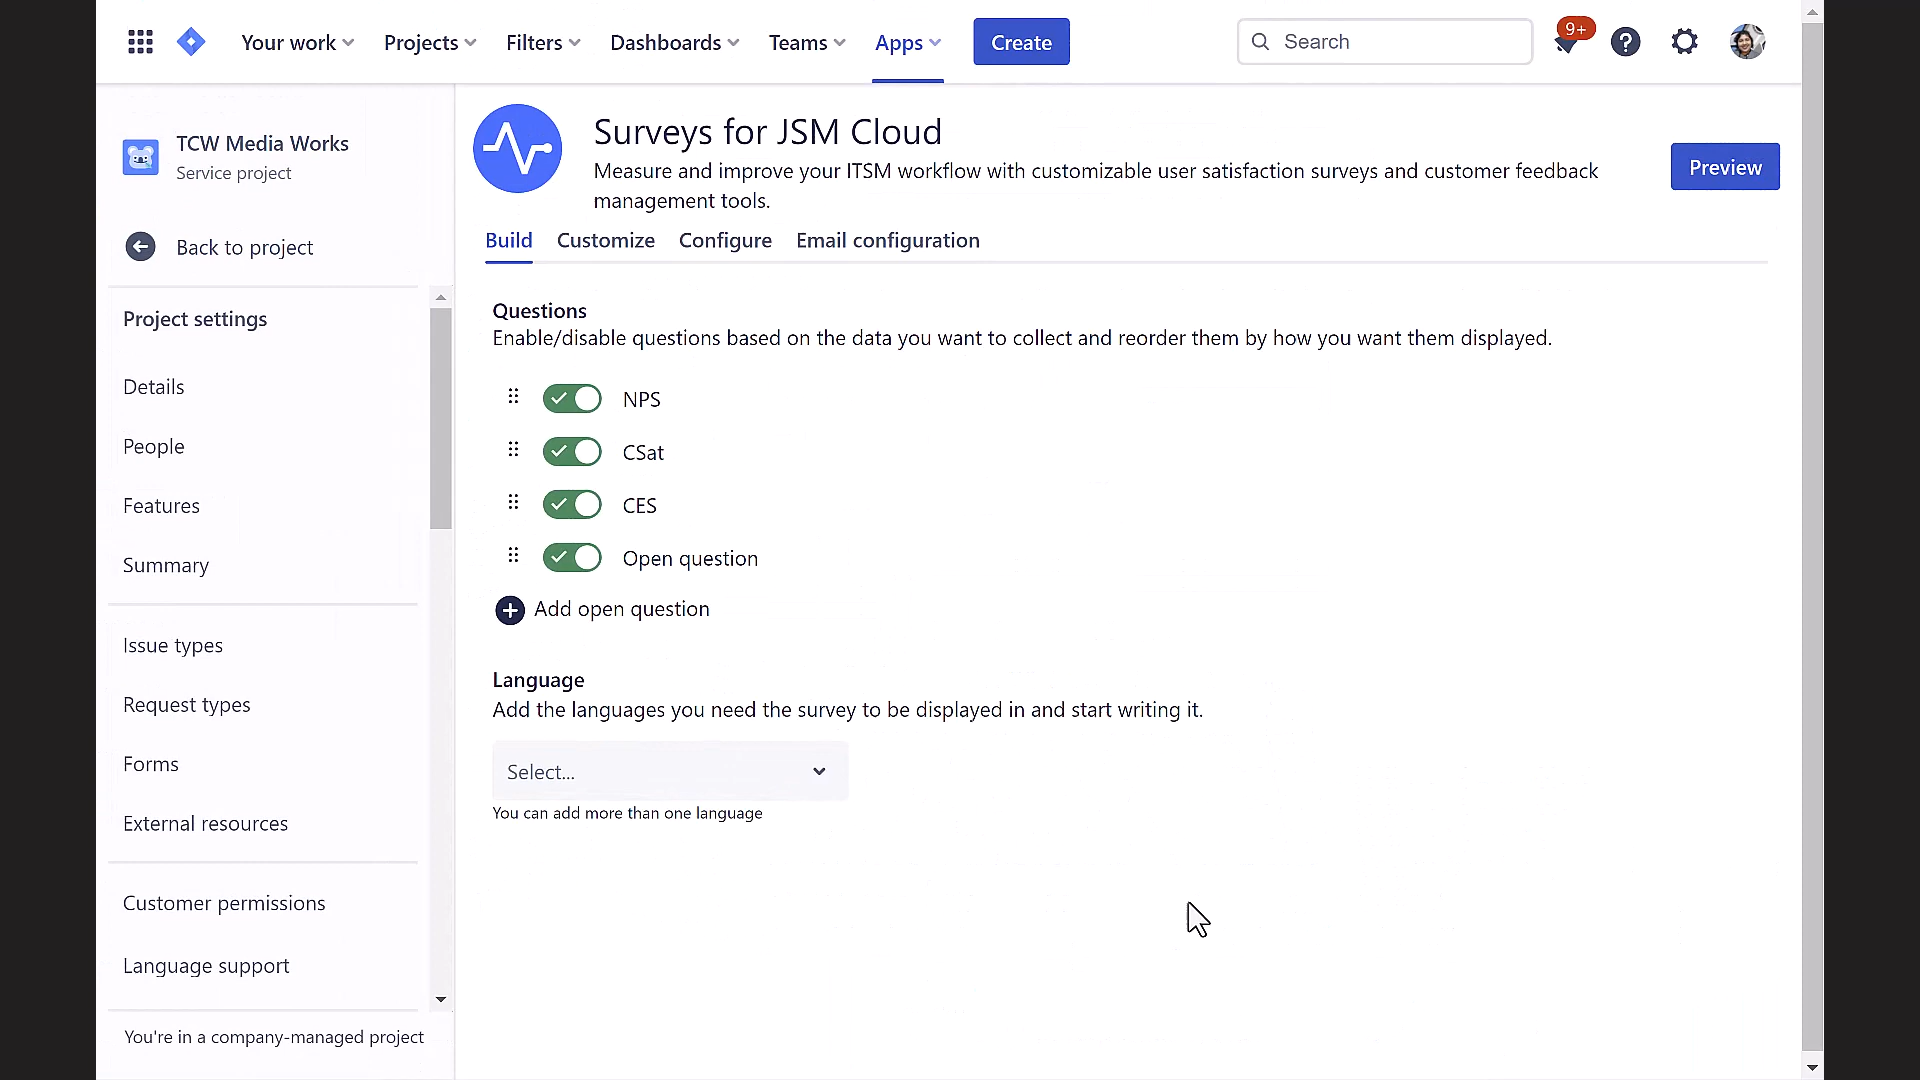 Your work
Projects
Filters
Dashboards
Teams
Apps
Create
Search
9+
TCW Media Works
Service project
Back to project
Project settings
Details
People
Features
Summary
Issue types
Request types
Forms
External resources
Customer permissions
Language support
You're in a company-managed project
Surveys for JSM Cloud
Measure and improve your ITSM workflow with customizable user satisfaction surveys and customer feedback
management tools.
Preview
Build
Customize
Configure
Email configuration
Questions
Enable/disable questions based on the data you want to collect and reorder them by how you want them displayed.
NPS
CSat
CES
Open question
Add open question
Language
Add the languages you need the survey to be displayed in and start writing it.
Select...
You can add more than one language